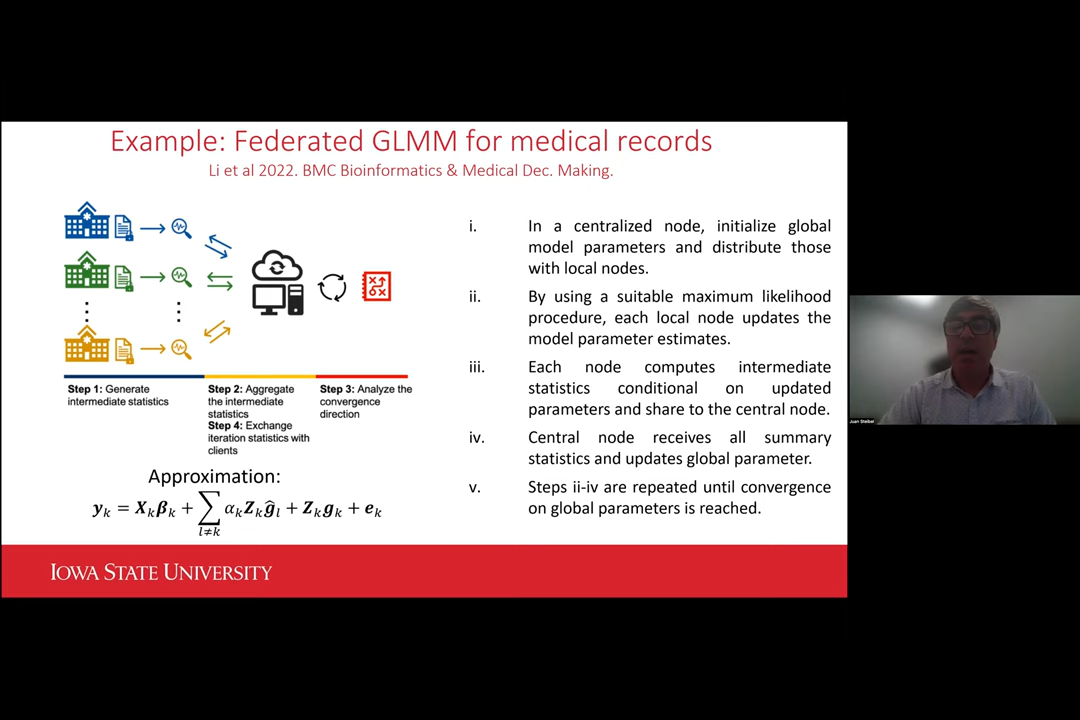 Example: Federated GLMM for medical records
Li et al 2022. BMC Bioinformatics & Medical Dec. Making.
Step 1: Generate
intermediate statistics
Step 2: Aggregate
the intermediate
statistics
Step 4: Exchange
iteration statistics with
clients
Step 3: Analyze the
convergence
direction
Approximation:
𝒚ₖ = 𝑿ₖ𝜷ₖ + ∑_{l≠k} αₖ𝒁ₖ𝒈̂ₗ + 𝒁ₖ𝒈ₖ + 𝒆ₖ
i. In a centralized node, initialize global
model parameters and distribute those
with local nodes.
ii. By using a suitable maximum likelihood
procedure, each local node updates the
model parameter estimates.
iii. Each node computes intermediate
statistics conditional on updated
parameters and share to the central node.
iv. Central node receives all summary
statistics and updates global parameter.
v. Steps ii-iv are repeated until convergence
on global parameters is reached.
IOWA STATE UNIVERSITY
Juan Steibel